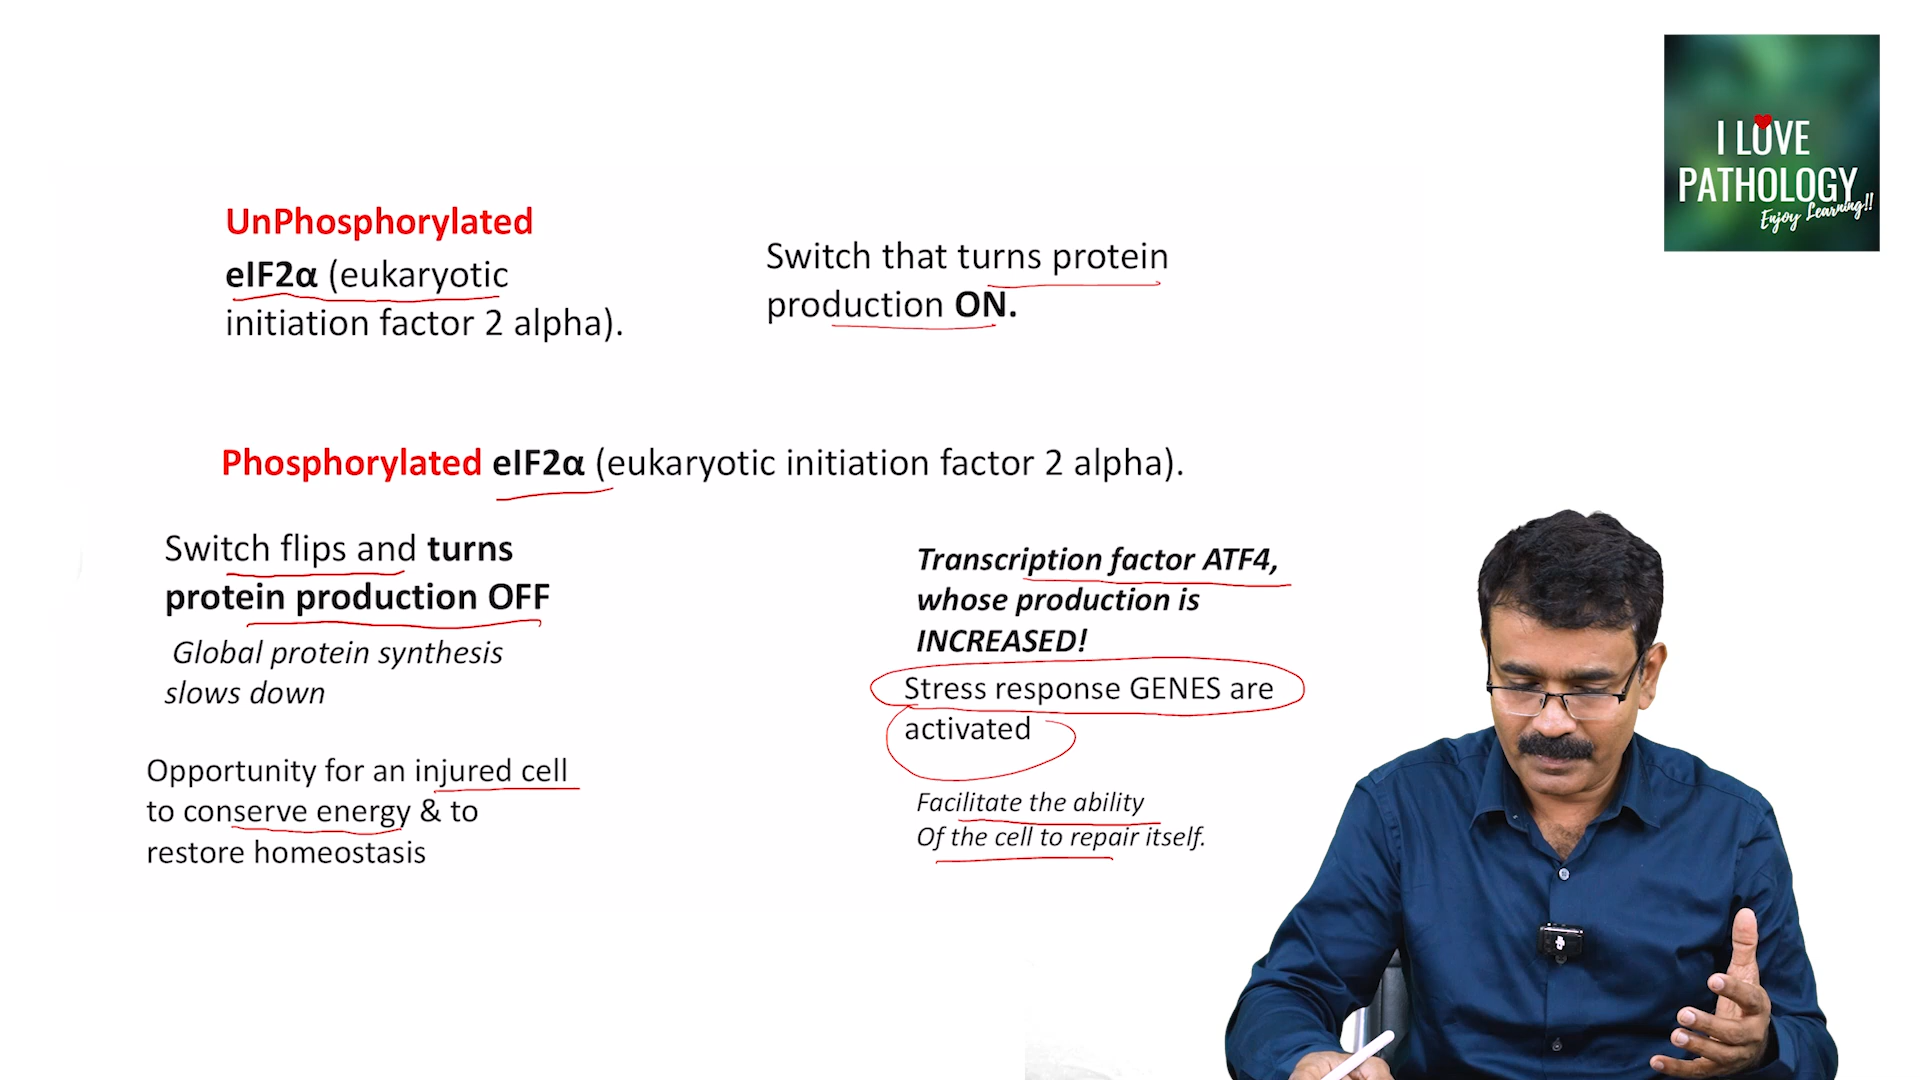 I LOVE
PATHOLOGY
Enjoy Learning!!
UnPhosphorylated
eIF2α (eukaryotic
initiation factor 2 alpha).
Switch that turns protein
production ON.
Phosphorylated eIF2α (eukaryotic initiation factor 2 alpha).
Switch flips and turns
protein production OFF
Global protein synthesis
slows down
Opportunity for an injured cell
to conserve energy & to
restore homeostasis
Transcription factor ATF4,
whose production is
INCREASED!
Stress response GENES are
activated
Facilitate the ability
Of the cell to repair itself.